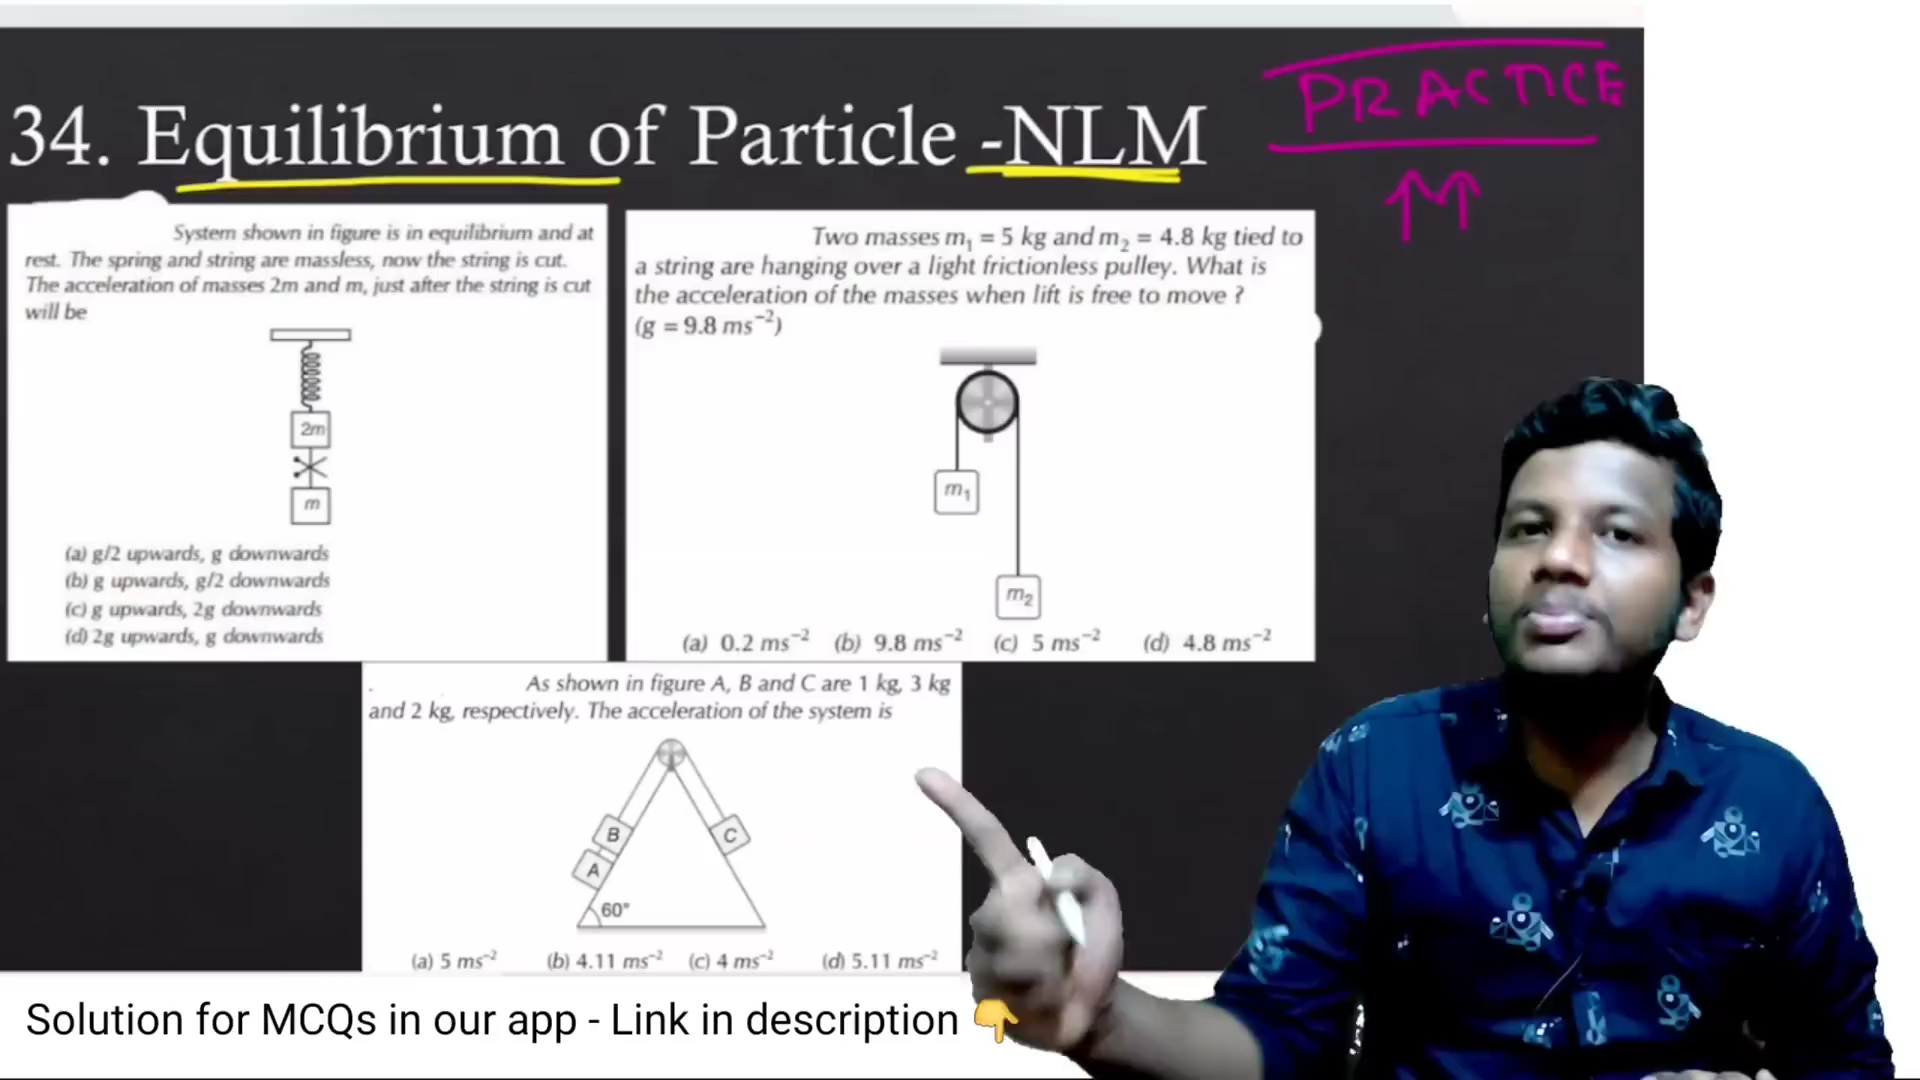 PRACTICE
34. Equilibrium of Particle -NLM
System shown in figure is in equilibrium and at
rest. The spring and string are massless, now the string is cut.
The acceleration of masses 2m and m, just after the string is cut
will be
2m
m
(a) g/2 upwards, g downwards
(b) g upwards, g/2 downwards
(c) g upwards, 2g downwards
(d) 2g upwards, g downwards
Two masses m₁ = 5 kg and m₂ = 4.8 kg tied to
a string are hanging over a light frictionless pulley. What is
the acceleration of the masses when lift is free to move ?
(g = 9.8 ms⁻²)
m₁
m₂
(a) 0.2 ms⁻² (b) 9.8 ms⁻² (c) 5 ms⁻² (d) 4.8 ms⁻²
As shown in figure A, B and C are 1 kg, 3 kg
and 2 kg, respectively. The acceleration of the system is
B
C
A
60°
(a) 5 ms⁻² (b) 4.11 ms⁻² (c) 4 ms⁻² (d) 5.11 ms⁻²
Solution for MCQs in our app - Link in description 👇